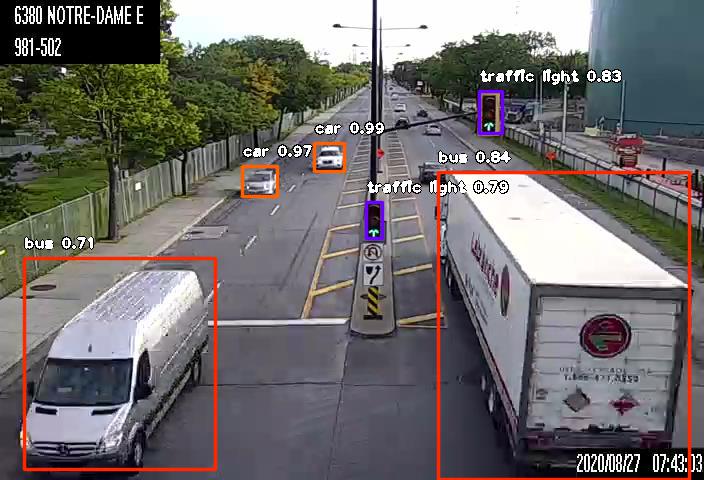 6380 NOTRE-DAME E
981-502
traffic light 0.83
car 0.99
car 0.97
bus 0.84
traffic light 0.79
bus 0.71
2020/08/27 07:43:03